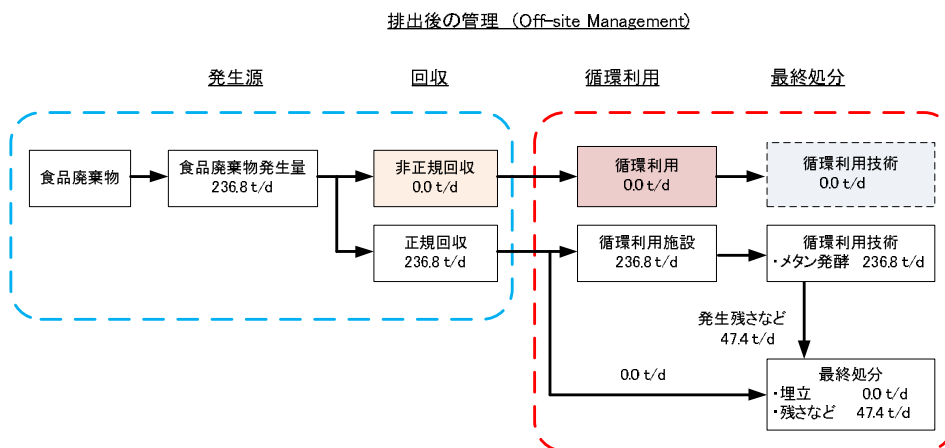 排出後の管理 (Off-site Management)
発生源 回収 循環利用 最終処分
食品廃棄物
食品廃棄物発生量
236.8 t/d
非正規回収
0.0 t/d
循環利用
0.0 t/d
循環利用技術
0.0 t/d
正規回収
236.8 t/d
循環利用施設
236.8 t/d
循環利用技術
・メタン発酵 236.8 t/d
発生残さなど
47.4 t/d
0.0 t/d
最終処分
・埋立 0.0 t/d
・残さなど 47.4 t/d